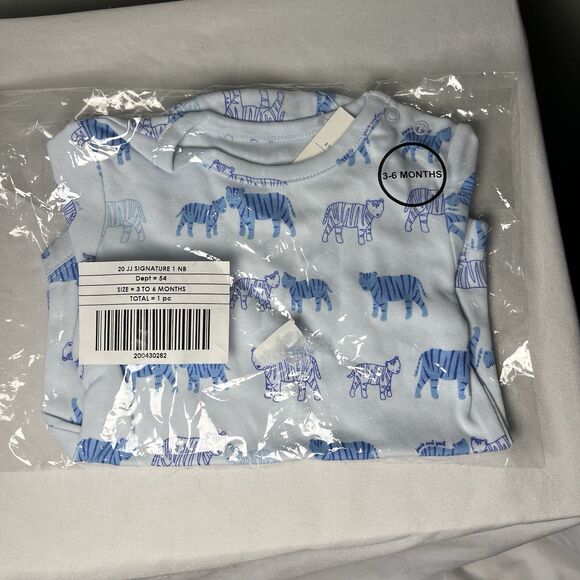 3-6 MONTHS
20 JJ SIGNATURE 1 NB
Dept = 54
SIZE = 3 TO 6 MONTHS
TOTAL = 1 pc
200430282